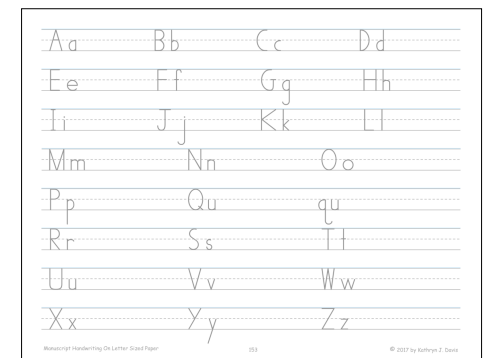 Aa Bb Cc Dd
Ee Ff Gg Hh
Ii Jj Kk Ll
Mm Nn Oo
Pp Qu qu
Rr Ss Tt
Uu Vv Ww
Xx Yy Zz
Manuscript Handwriting On Letter Sized Paper 153 © 2017 by Kathryn J. Davis